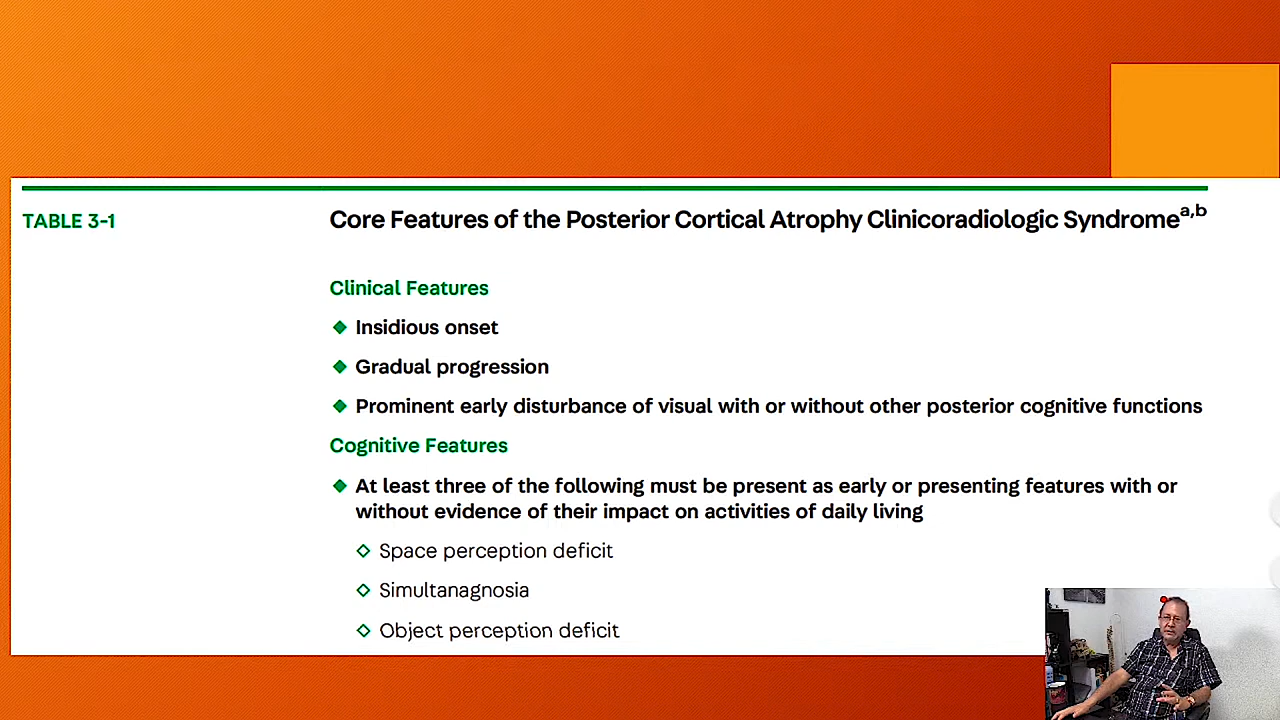 TABLE 3-1
Core Features of the Posterior Cortical Atrophy Clinicoradiologic Syndromea,b
Clinical Features
Insidious onset
Gradual progression
Prominent early disturbance of visual with or without other posterior cognitive functions
Cognitive Features
At least three of the following must be present as early or presenting features with or
without evidence of their impact on activities of daily living
Space perception deficit
Simultanagnosia
Object perception deficit